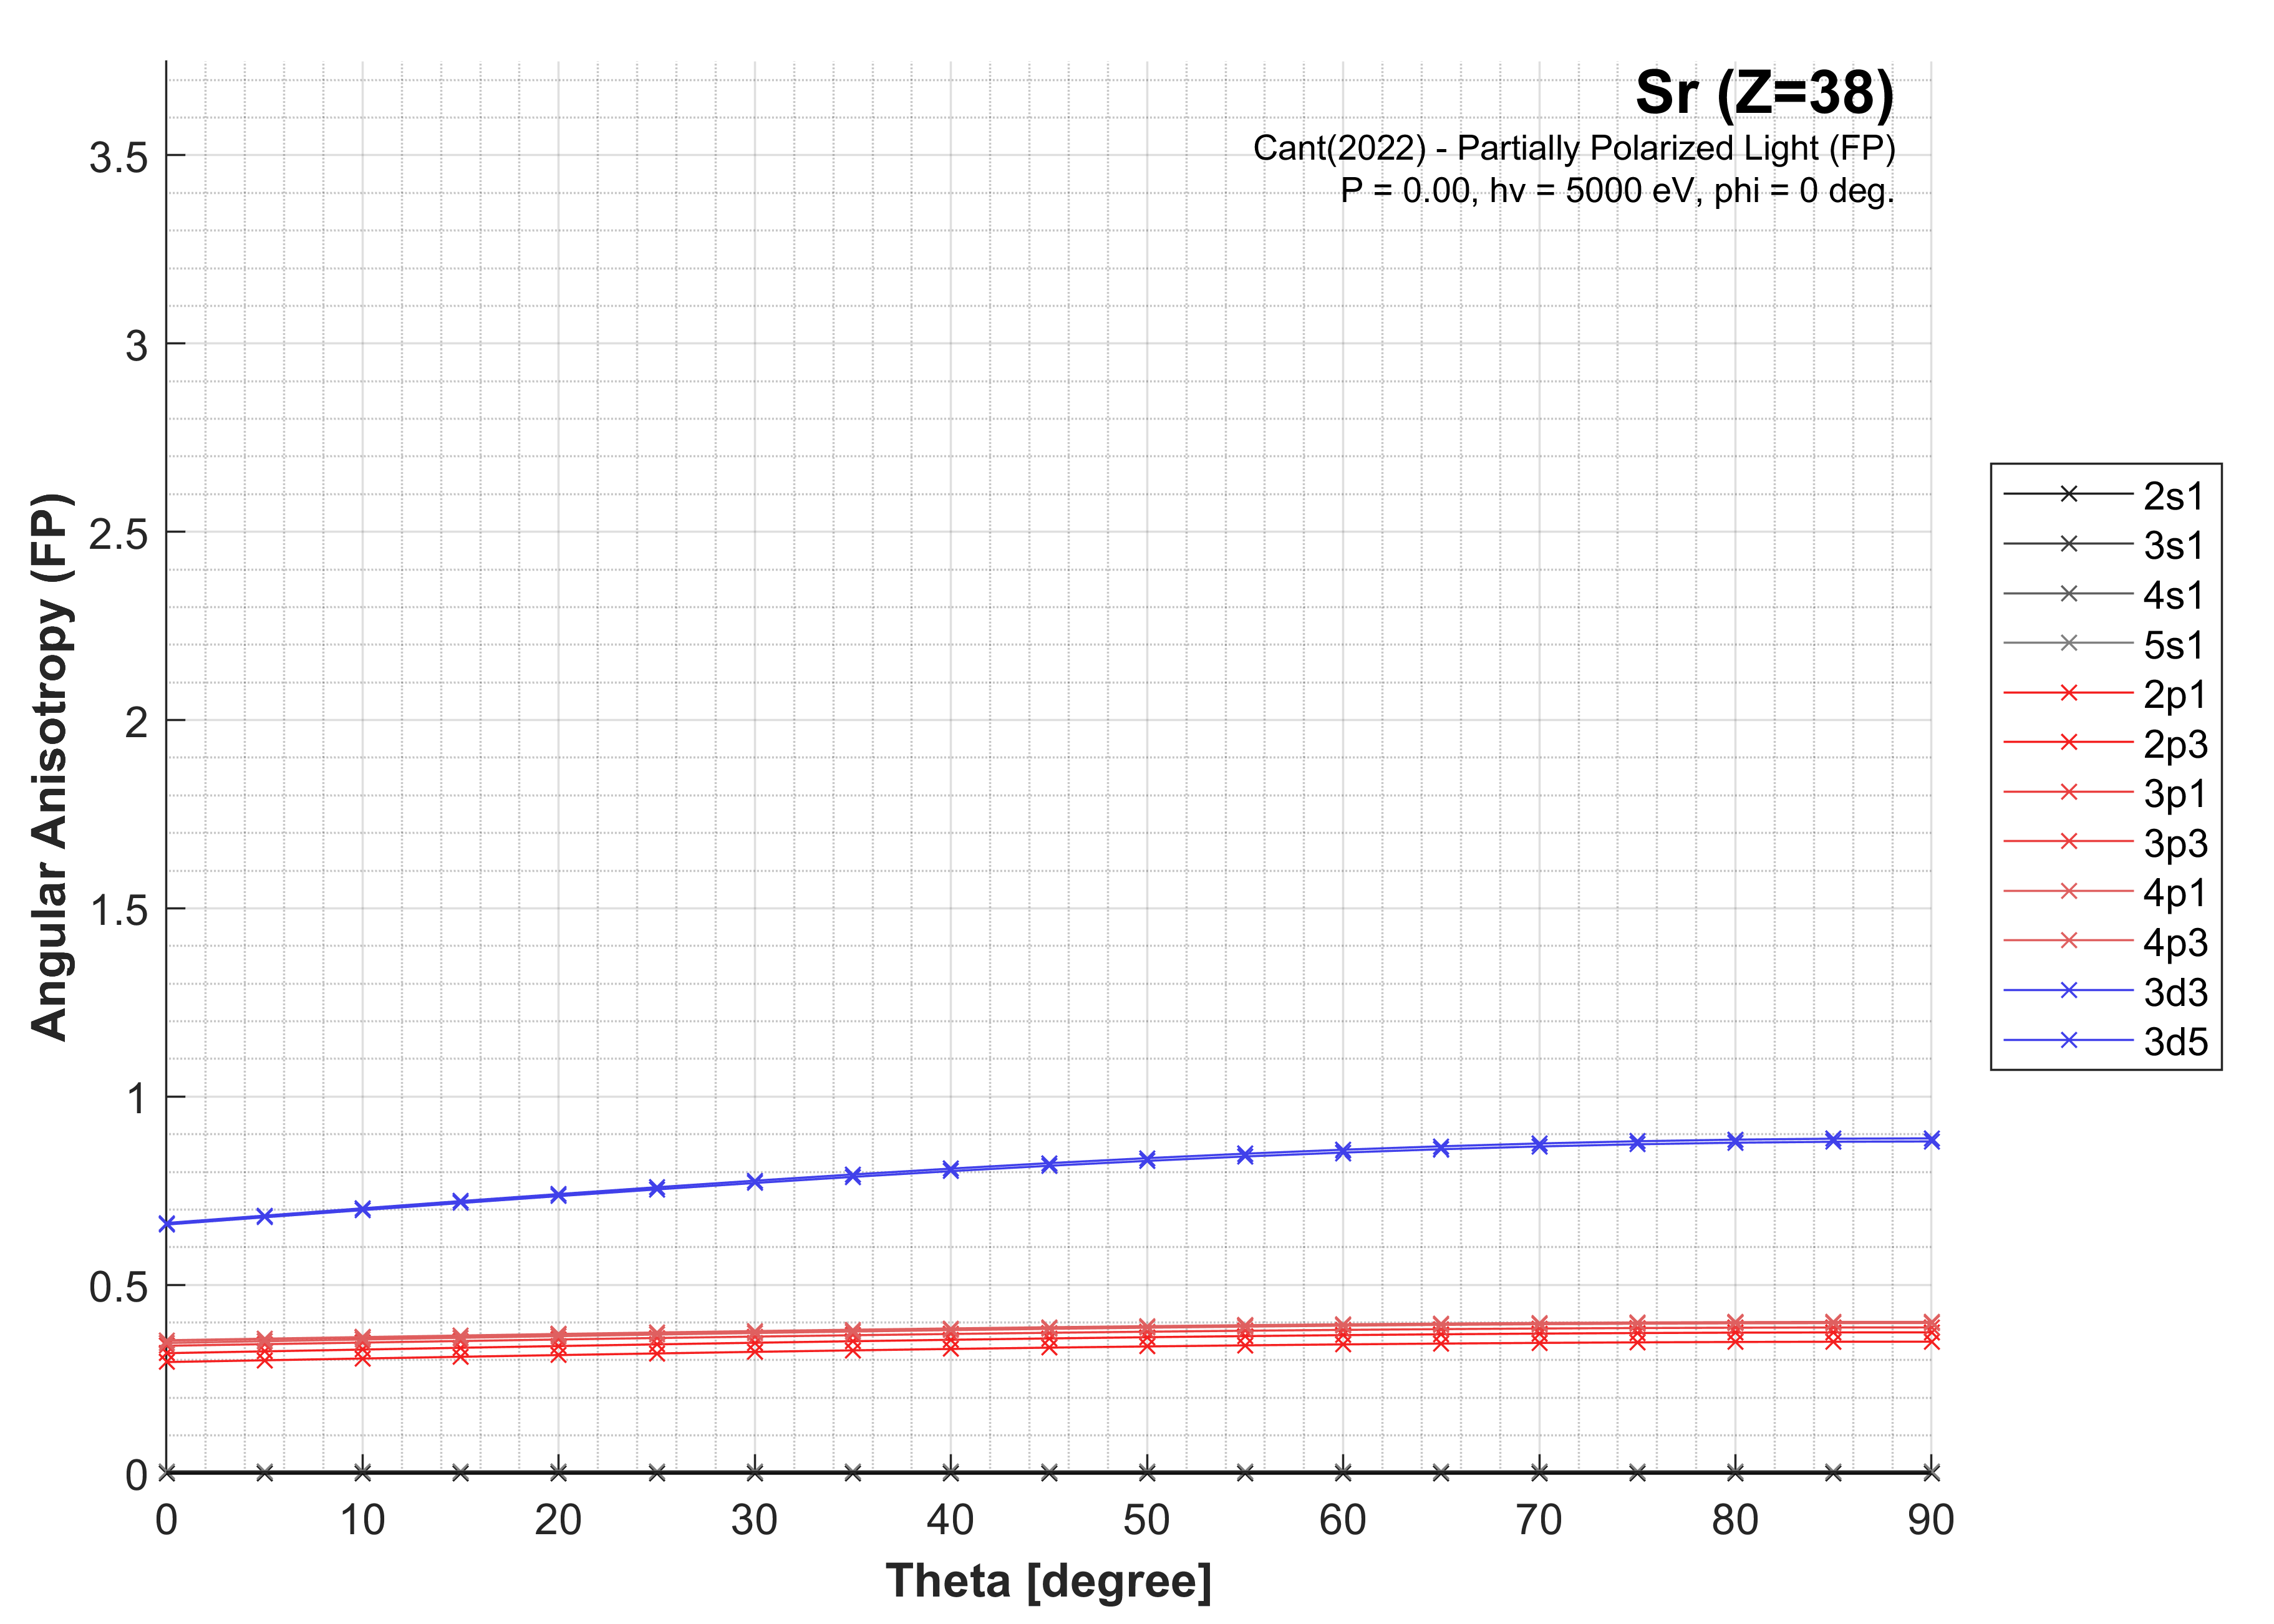 Sr (Z=38)
Cant(2022) - Partially Polarized Light (FP)
P = 0.00, hv = 5000 eV, phi = 0 deg.
Angular Anisotropy (FP)
3.5
3
2.5
2
1.5
1
0.5
0
0 10 20 30 40 50 60 70 80 90
Theta [degree]
2s1
3s1
4s1
5s1
2p1
2p3
3p1
3p3
4p1
4p3
3d3
3d5